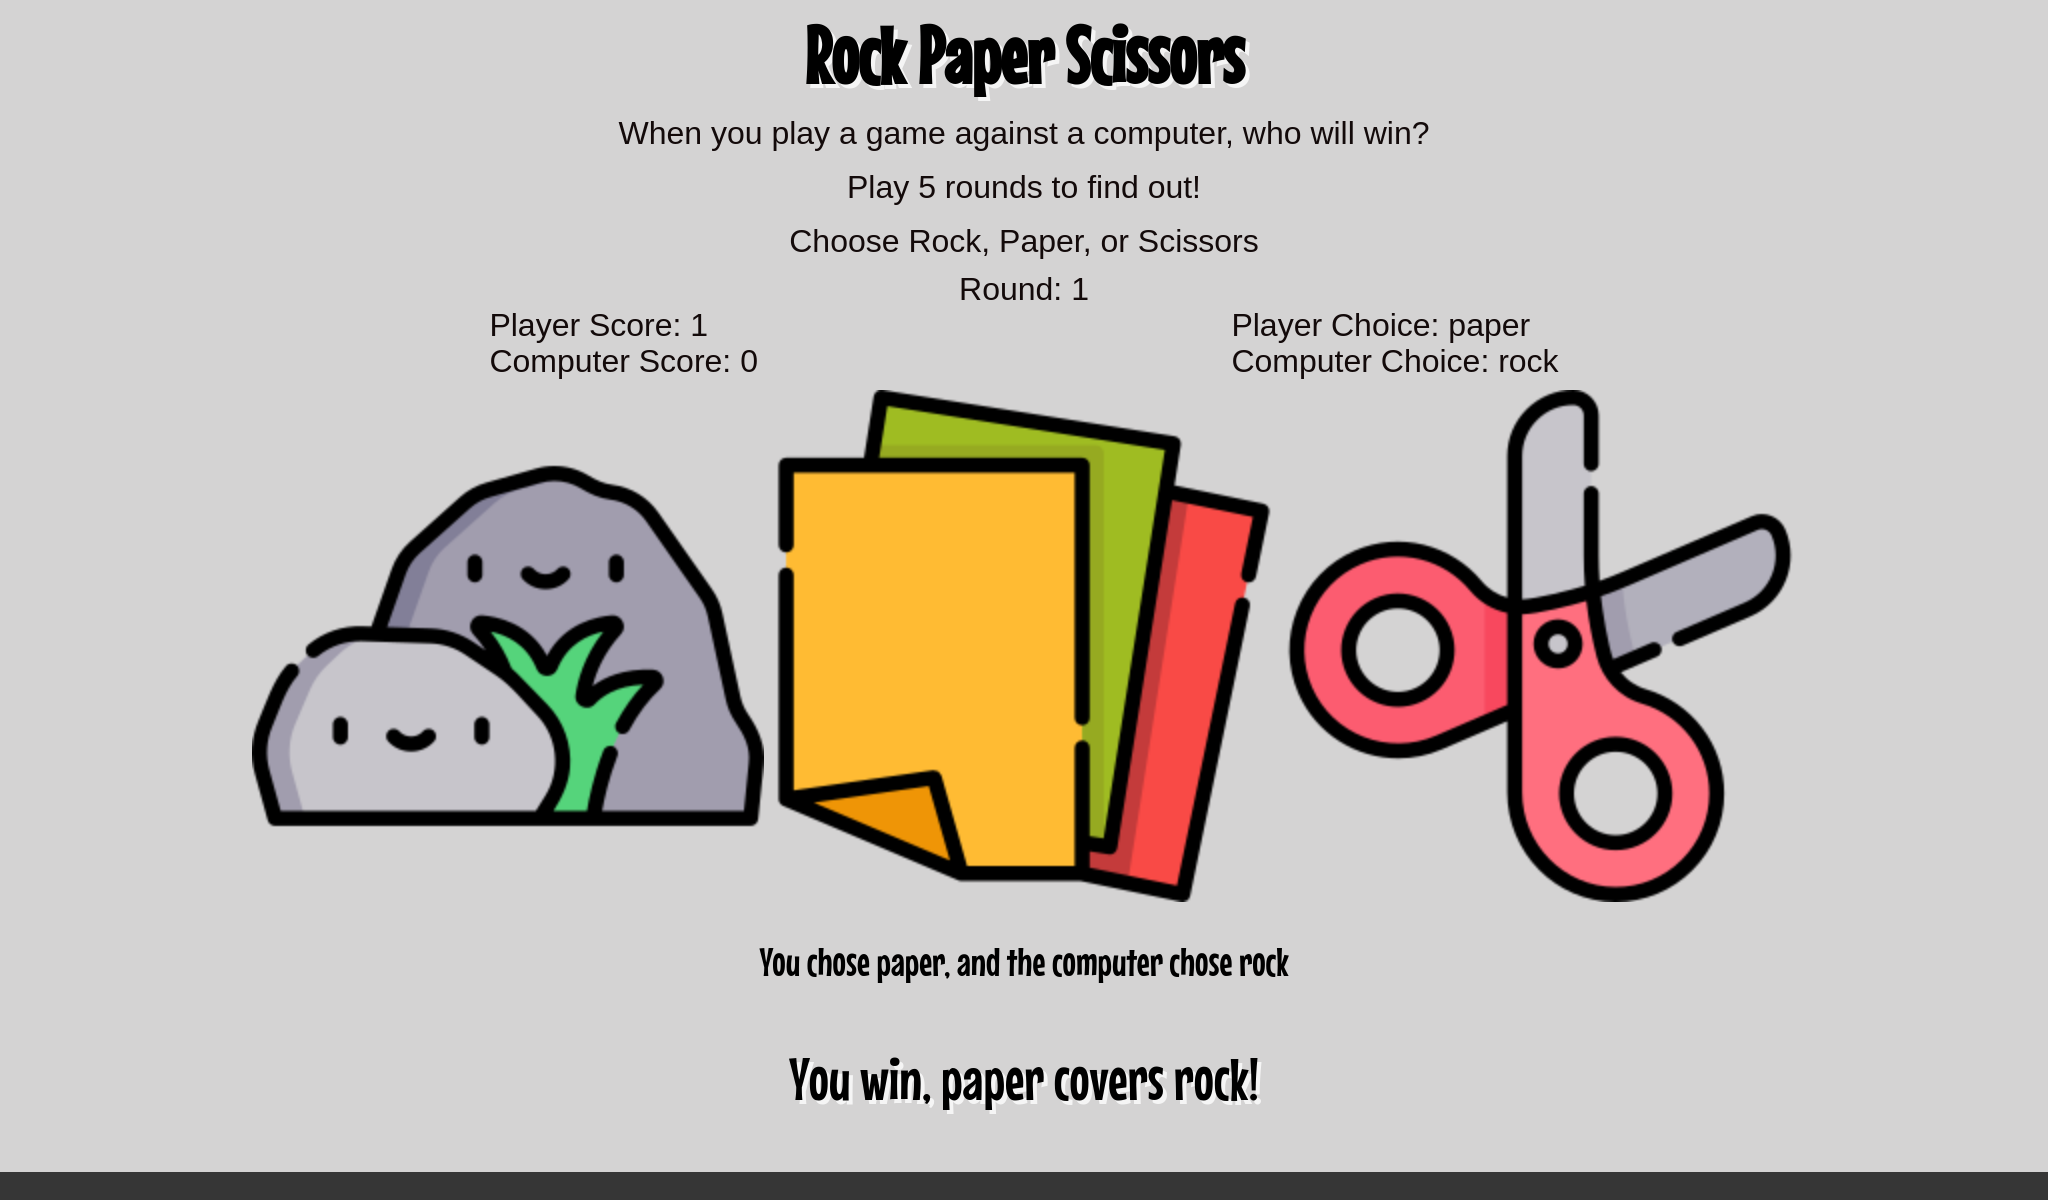 Rock Paper Scissors
When you play a game against a computer, who will win?
Play 5 rounds to find out!
Choose Rock, Paper, or Scissors
Round: 1
Player Score: 1
Computer Score: 0
Player Choice: paper
Computer Choice: rock
You chose paper, and the computer chose rock
You win, paper covers rock!